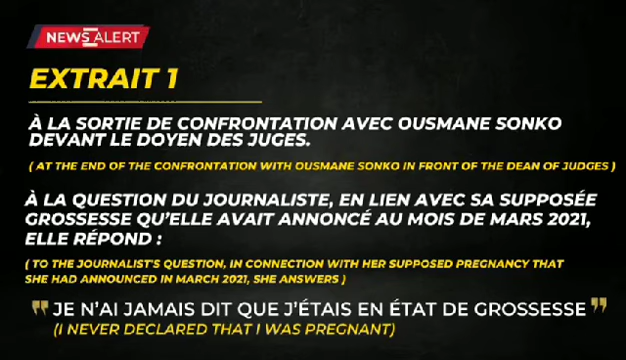 NEWS ALERT
EXTRAIT 1
À LA SORTIE DE CONFRONTATION AVEC OUSMANE SONKO
DEVANT LE DOYEN DES JUGES.
( AT THE END OF THE CONFRONTATION WITH OUSMANE SONKO IN FRONT OF THE DEAN OF JUDGES )
À LA QUESTION DU JOURNALISTE, EN LIEN AVEC SA SUPPOSÉE
GROSSESSE QU'ELLE AVAIT ANNONCÉ AU MOIS DE MARS 2021,
ELLE RÉPOND :
( TO THE JOURNALIST'S QUESTION, IN CONNECTION WITH HER SUPPOSED PREGNANCY THAT
SHE HAD ANNOUNCED IN MARCH 2021, SHE ANSWERS )
" JE N'AI JAMAIS DIT QUE J'ÉTAIS EN ÉTAT DE GROSSESSE "
(I NEVER DECLARED THAT I WAS PREGNANT)